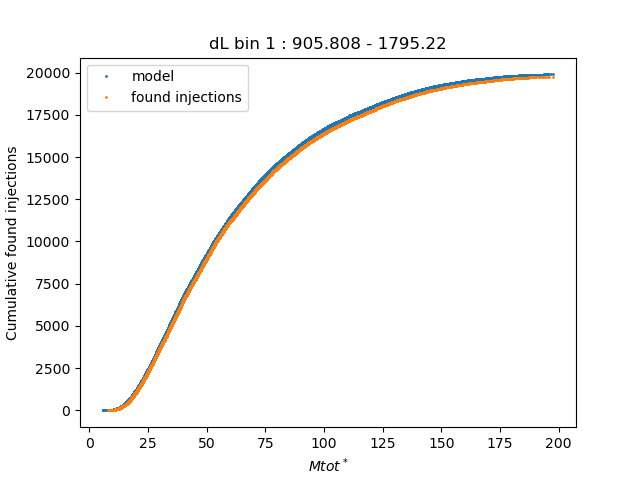 dL bin 1 : 905.808 - 1795.22
model
found injections
Cumulative found injections
20000
17500
15000
12500
10000
7500
5000
2500
0
0 25 50 75 100 125 150 175 200
Mtot*